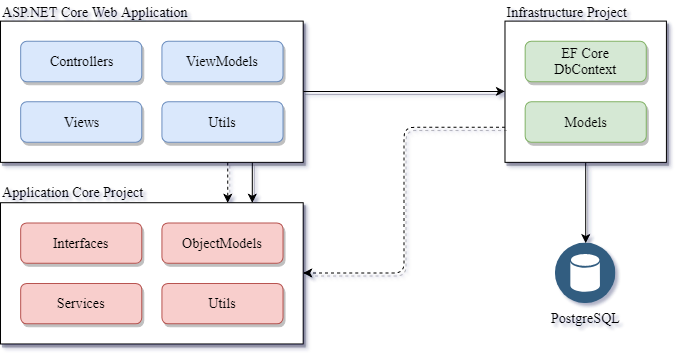 ASP.NET Core Web Application
Controllers
ViewModels
Views
Utils
Infrastructure Project
EF Core
DbContext
Models
Application Core Project
Interfaces
ObjectModels
Services
Utils
PostgreSQL